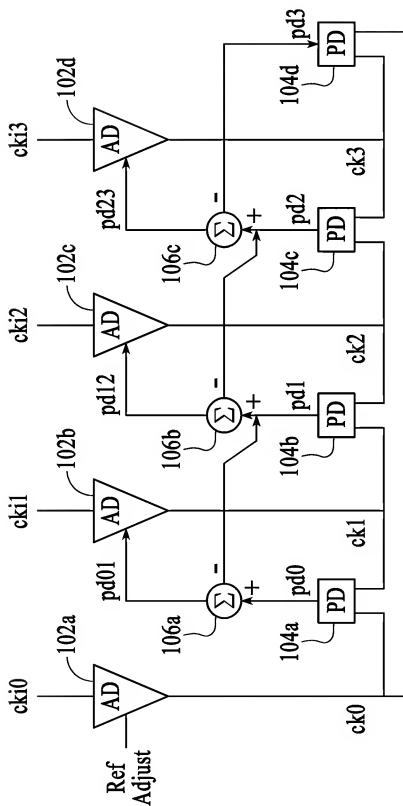 cki0
cki1
cki2
cki3
102a
102b
102c
102d
AD
AD
AD
AD
Ref
Adjust
pd01
pd12
pd23
-
-
-
Σ
Σ
Σ
+
+
+
106a
106b
106c
pd0
pd1
pd2
pd3
PD
PD
PD
PD
104a
104b
104c
104d
ck0
ck1
ck2
ck3